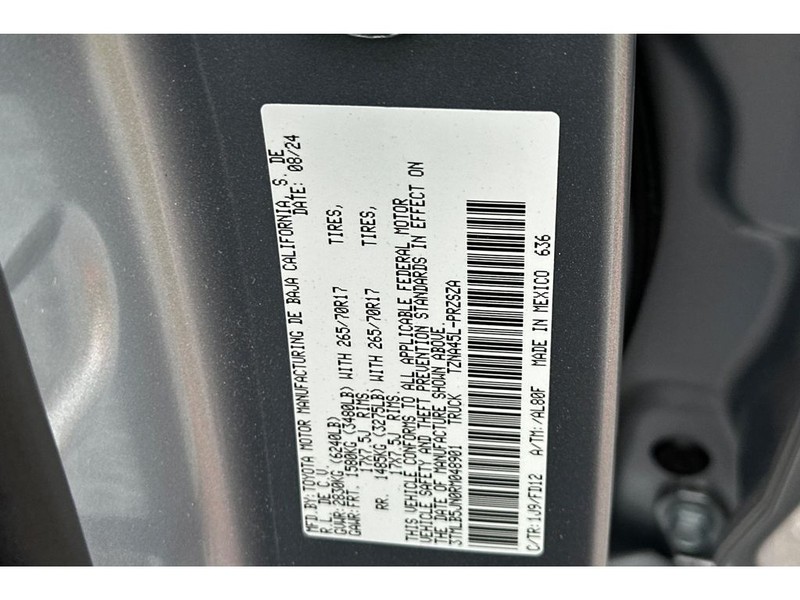 MFD.BY:TOYOTA MOTOR MANUFACTURING DE BAJA CALIFORNIA, S. DE
R.L. DE C.V. DATE: 08/24
GVWR:2830KG(6240LB)
GAWR:FRT. 1580KG (3480LB) WITH 265/70R17 TIRES,
17X7.5J RIMS
RR. 1485KG (3275LB) WITH 265/70R17 TIRES,
17X7.5J RIMS.
THIS VEHICLE CONFORMS TO ALL APPLICABLE FEDERAL MOTOR
VEHICLE SAFETY AND THEFT PREVENTION STANDARDS IN EFFECT ON
THE DATE OF MANUFACTURE SHOWN ABOVE.
3TMLB5JN0RM048901 TRUCK TZNA45L-PRZSZA
C/TR:1J9/FD12 A/TM:/AL80F MADE IN MEXICO 636